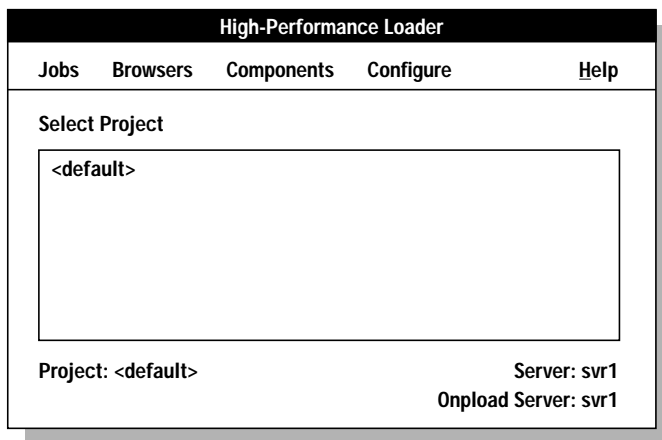 High-Performance Loader
Jobs Browsers Components Configure Help
Select Project
<default>
Project: <default> Server: svr1
Onpload Server: svr1